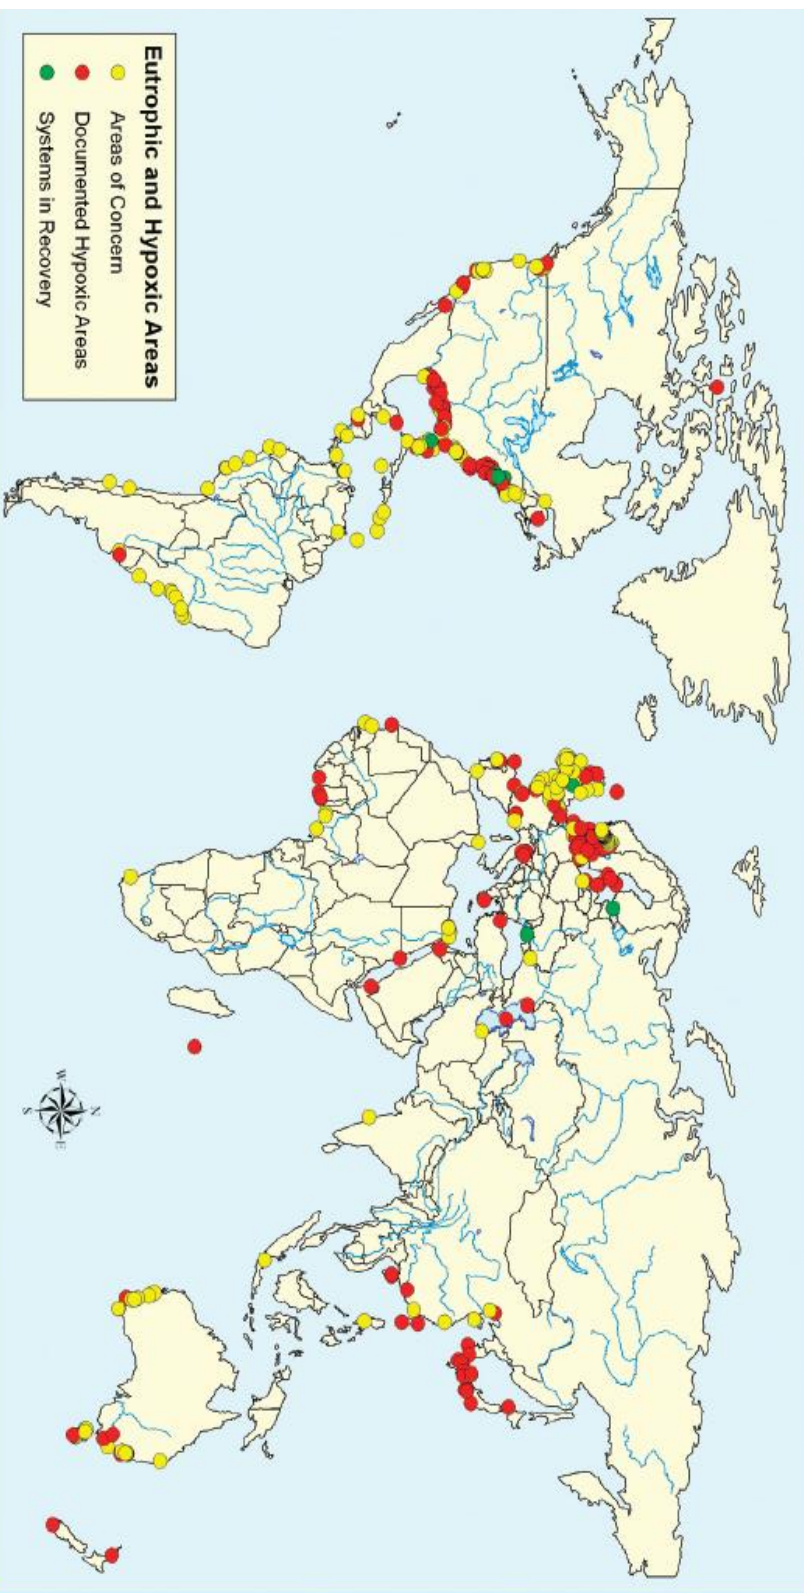 Eutrophic and Hypoxic Areas
Areas of Concern
Documented Hypoxic Areas
Systems in Recovery
N
W
E
S